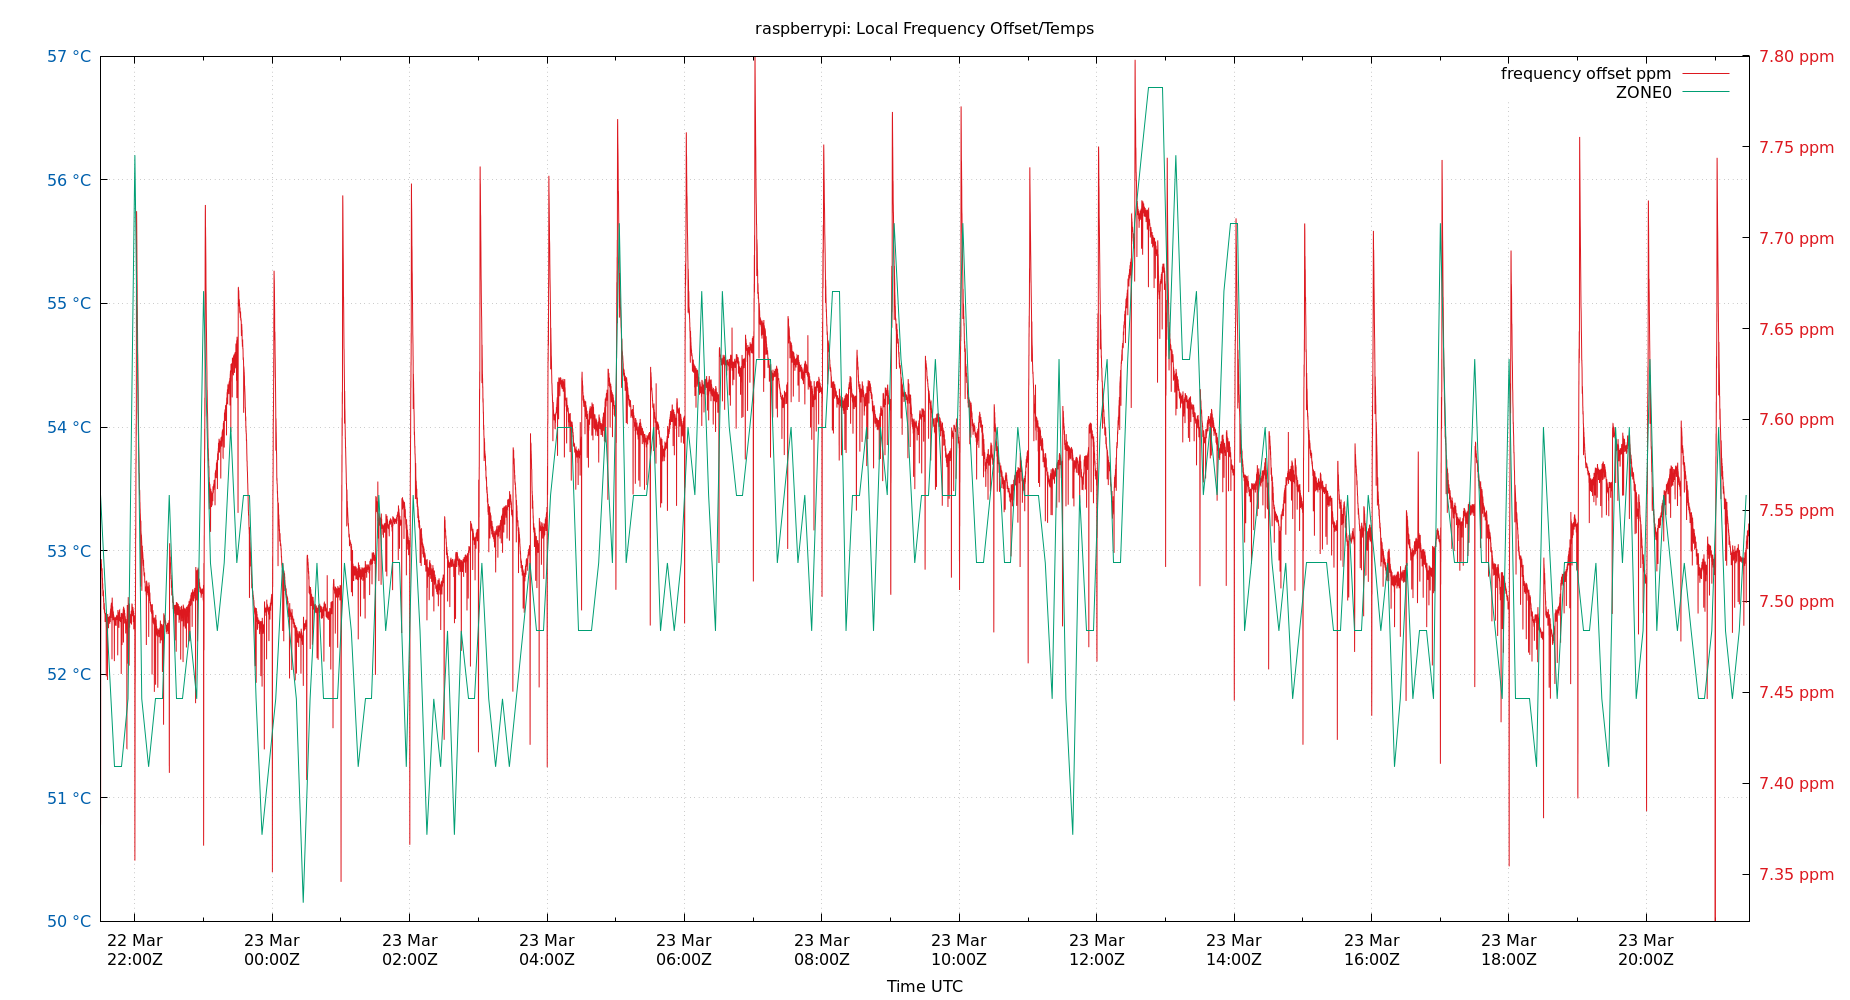 raspberrypi: Local Frequency Offset/Temps
57 °C
56 °C
55 °C
54 °C
53 °C
52 °C
51 °C
50 °C
7.80 ppm
7.75 ppm
7.70 ppm
7.65 ppm
7.60 ppm
7.55 ppm
7.50 ppm
7.45 ppm
7.40 ppm
7.35 ppm
frequency offset ppm
ZONE0
22 Mar
22:00Z
23 Mar
00:00Z
23 Mar
02:00Z
23 Mar
04:00Z
23 Mar
06:00Z
23 Mar
08:00Z
23 Mar
10:00Z
23 Mar
12:00Z
23 Mar
14:00Z
23 Mar
16:00Z
23 Mar
18:00Z
23 Mar
20:00Z
Time UTC